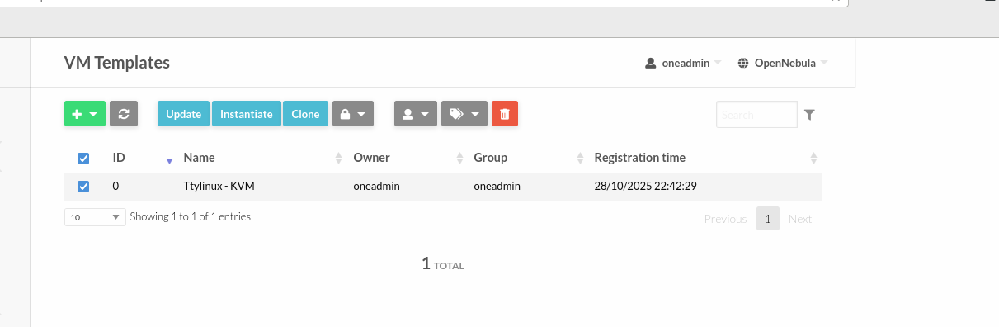 VM Templates
oneadmin
OpenNebula
Update
Instantiate
Clone
Search
ID Name Owner Group Registration time
0 Ttylinux - KVM oneadmin oneadmin 28/10/2025 22:42:29
10 Showing 1 to 1 of 1 entries
Previous 1 Next
1 TOTAL